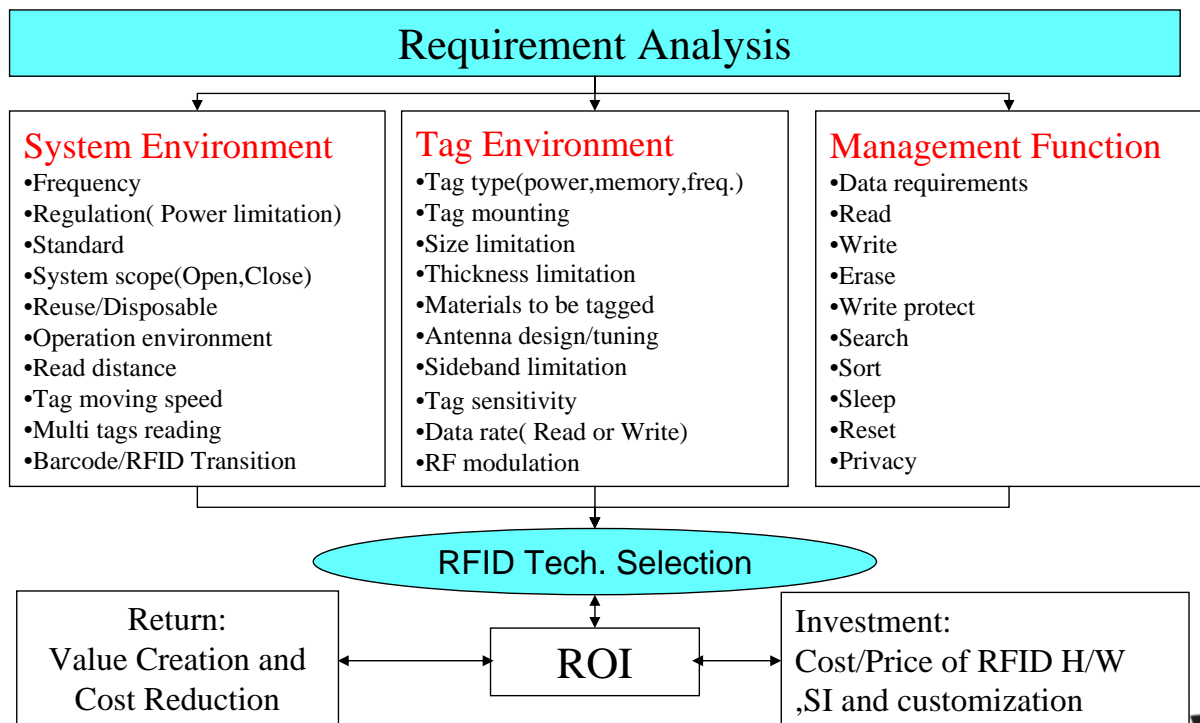 Requirement Analysis
System Environment
•Frequency
•Regulation( Power limitation)
•Standard
•System scope(Open,Close)
•Reuse/Disposable
•Operation environment
•Read distance
•Tag moving speed
•Multi tags reading
•Barcode/RFID Transition
Tag Environment
•Tag type(power,memory,freq.)
•Tag mounting
•Size limitation
•Thickness limitation
•Materials to be tagged
•Antenna design/tuning
•Sideband limitation
•Tag sensitivity
•Data rate( Read or Write)
•RF modulation
Management Function
•Data requirements
•Read
•Write
•Erase
•Write protect
•Search
•Sort
•Sleep
•Reset
•Privacy
RFID Tech. Selection
Return:
Value Creation and
Cost Reduction
ROI
Investment:
Cost/Price of RFID H/W
,SI and customization